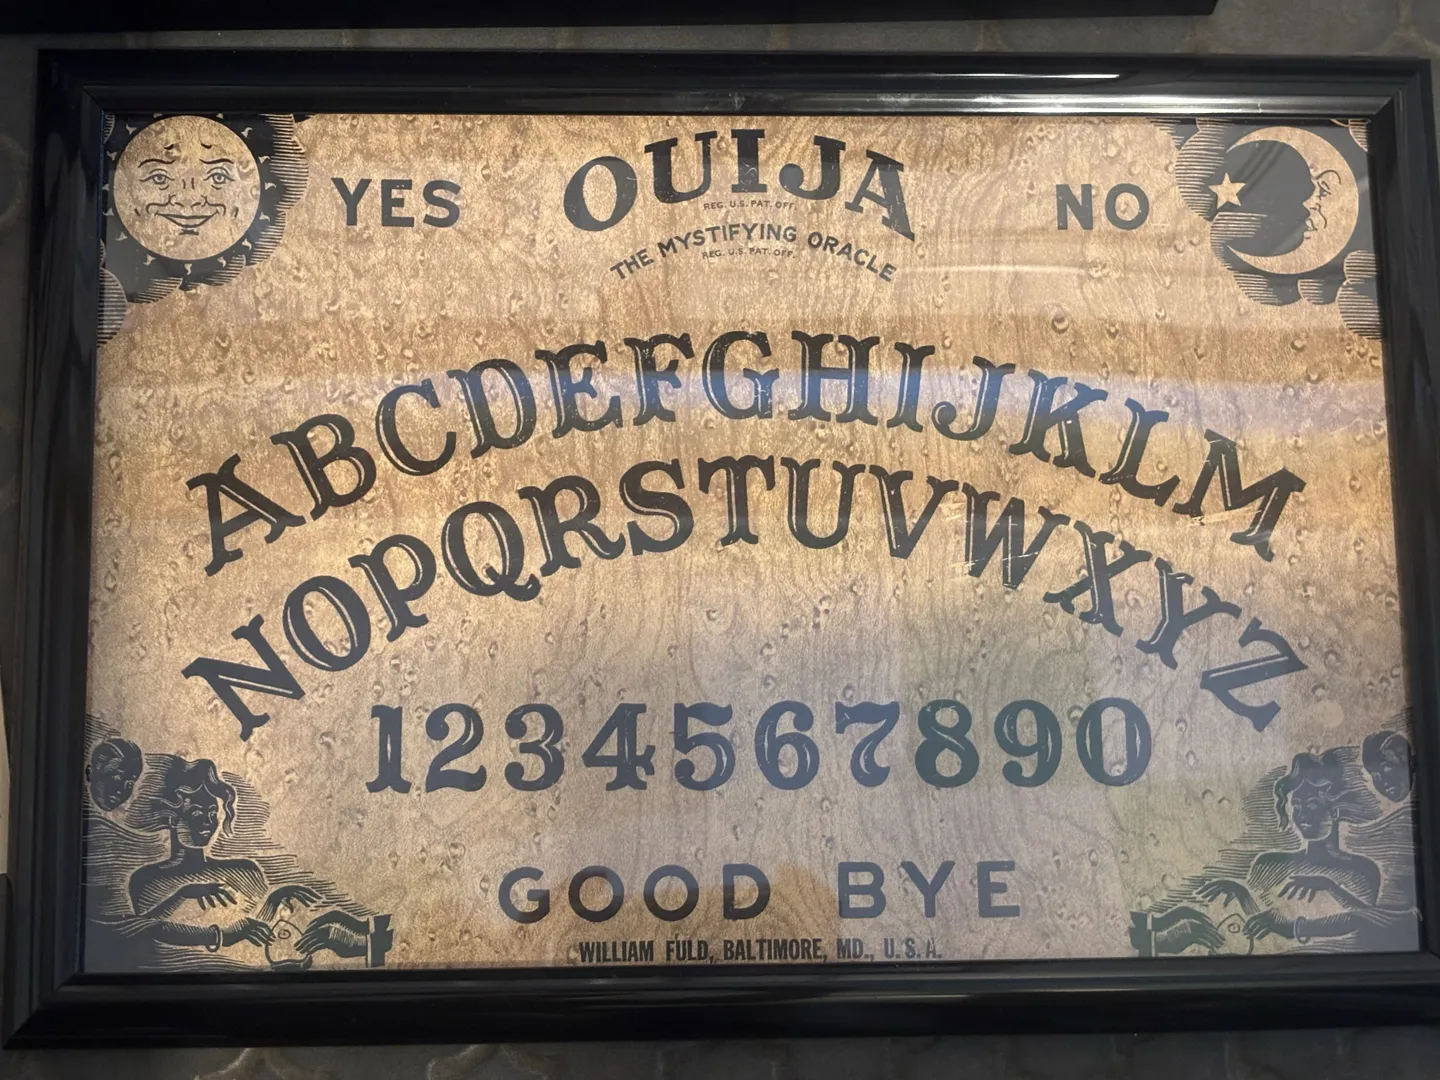 YES OUIJA NO
REG. U.S. PAT. OFF.
THE MYSTIFYING ORACLE
REG. U.S. PAT. OFF.
ABCDEFGHIJKLM
NOPQRSTUVWXYZ
1234567890
GOOD BYE
WILLIAM FULD, BALTIMORE, MD., U.S.A.